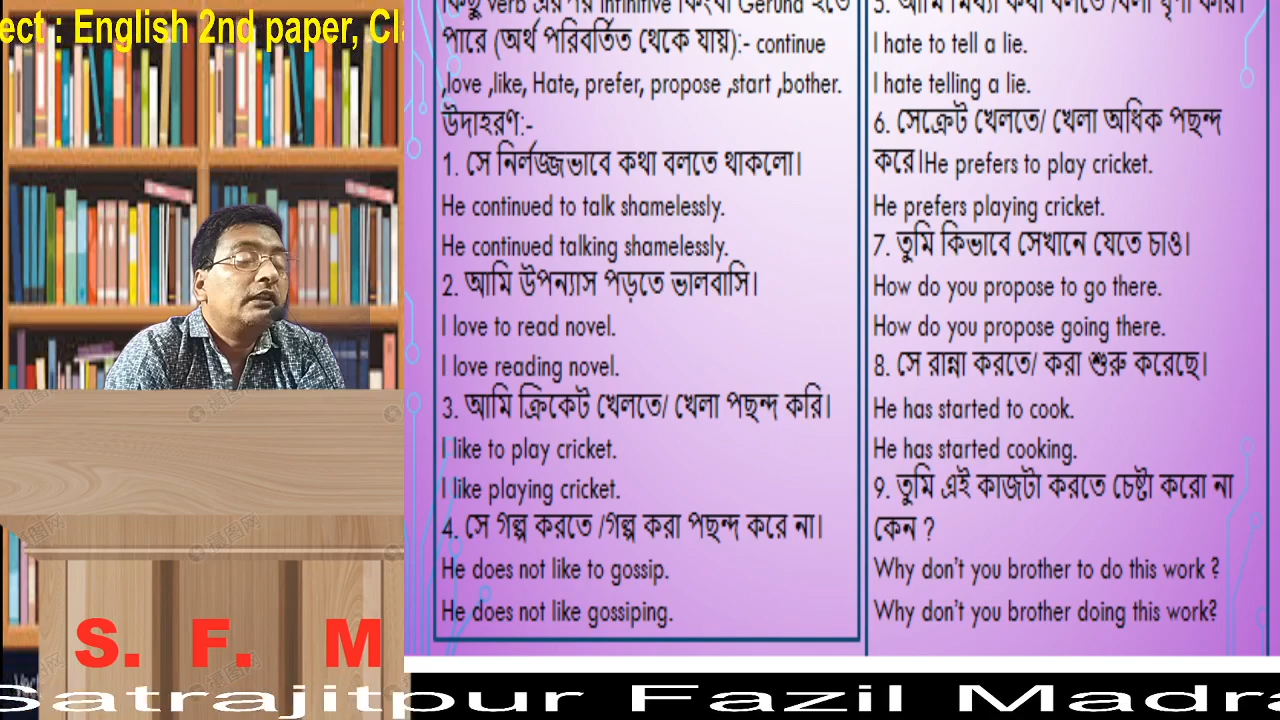 ect : English 2nd paper, Cl
কিছু verb এরপর infinitive কিংবা Gerund হতে
পারে (অর্থ পরিবর্তিত থেকে যায়):- continue
,love ,like, Hate, prefer, propose ,start ,bother.
উদাহরণ:-
1. সে নির্লজ্জভাবে কথা বলতে থাকলো।
He continued to talk shamelessly.
He continued talking shamelessly.
2. আমি উপন্যাস পড়তে ভালবাসি।
I love to read novel.
I love reading novel.
3. আমি ক্রিকেট খেলতে/ খেলা পছন্দ করি।
I like to play cricket.
I like playing cricket.
4. সে গল্প করতে /গল্প করা পছন্দ করে না।
He does not like to gossip.
He does not like gossiping.
5. আমি মিথ্যা কথা বলতে /বলা ঘৃণা করি।
I hate to tell a lie.
I hate telling a lie.
6. সেক্রেট খেলতে/ খেলা অধিক পছন্দ
করে।He prefers to play cricket.
He prefers playing cricket.
7. তুমি কিভাবে সেখানে যেতে চাও।
How do you propose to go there.
How do you propose going there.
8. সে রান্না করতে/ করা শুরু করেছে।
He has started to cook.
He has started cooking.
9. তুমি এই কাজটা করতে চেষ্টা করো না
কেন ?
Why don't you brother to do this work ?
Why don't you brother doing this work?
S. F. M
Satrajitpur Fazil Madra